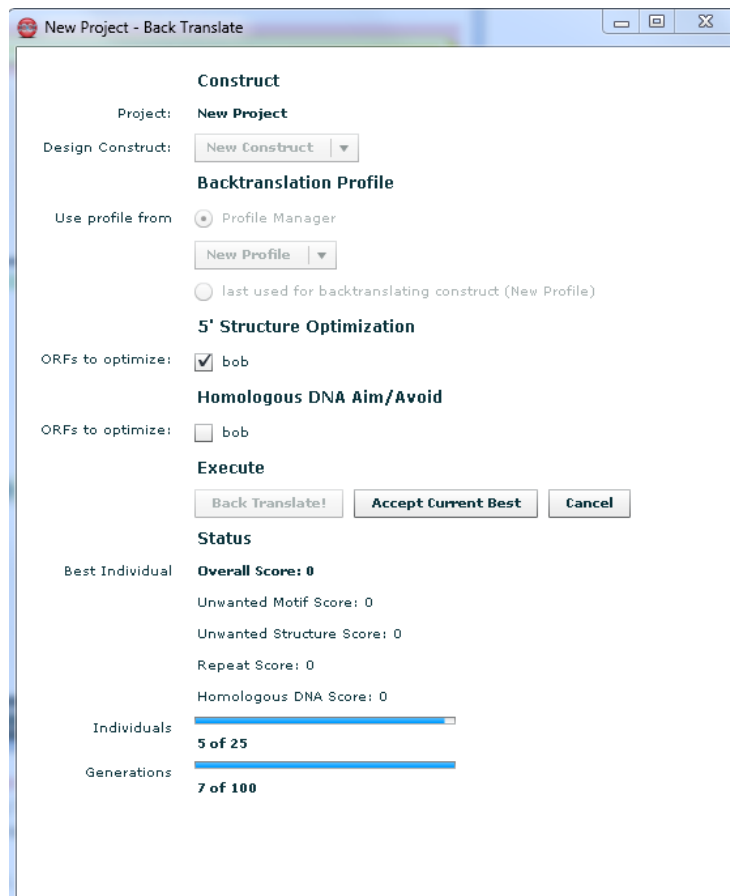 New Project - Back Translate
Construct
Project: New Project
Design Construct: New Construct
Backtranslation Profile
Use profile from Profile Manager
New Profile
last used for backtranslating construct (New Profile)
5' Structure Optimization
ORFs to optimize: bob
Homologous DNA Aim/Avoid
ORFs to optimize: bob
Execute
Back Translate! Accept Current Best Cancel
Status
Best Individual Overall Score: 0
Unwanted Motif Score: 0
Unwanted Structure Score: 0
Repeat Score: 0
Homologous DNA Score: 0
Individuals
5 of 25
Generations
7 of 100